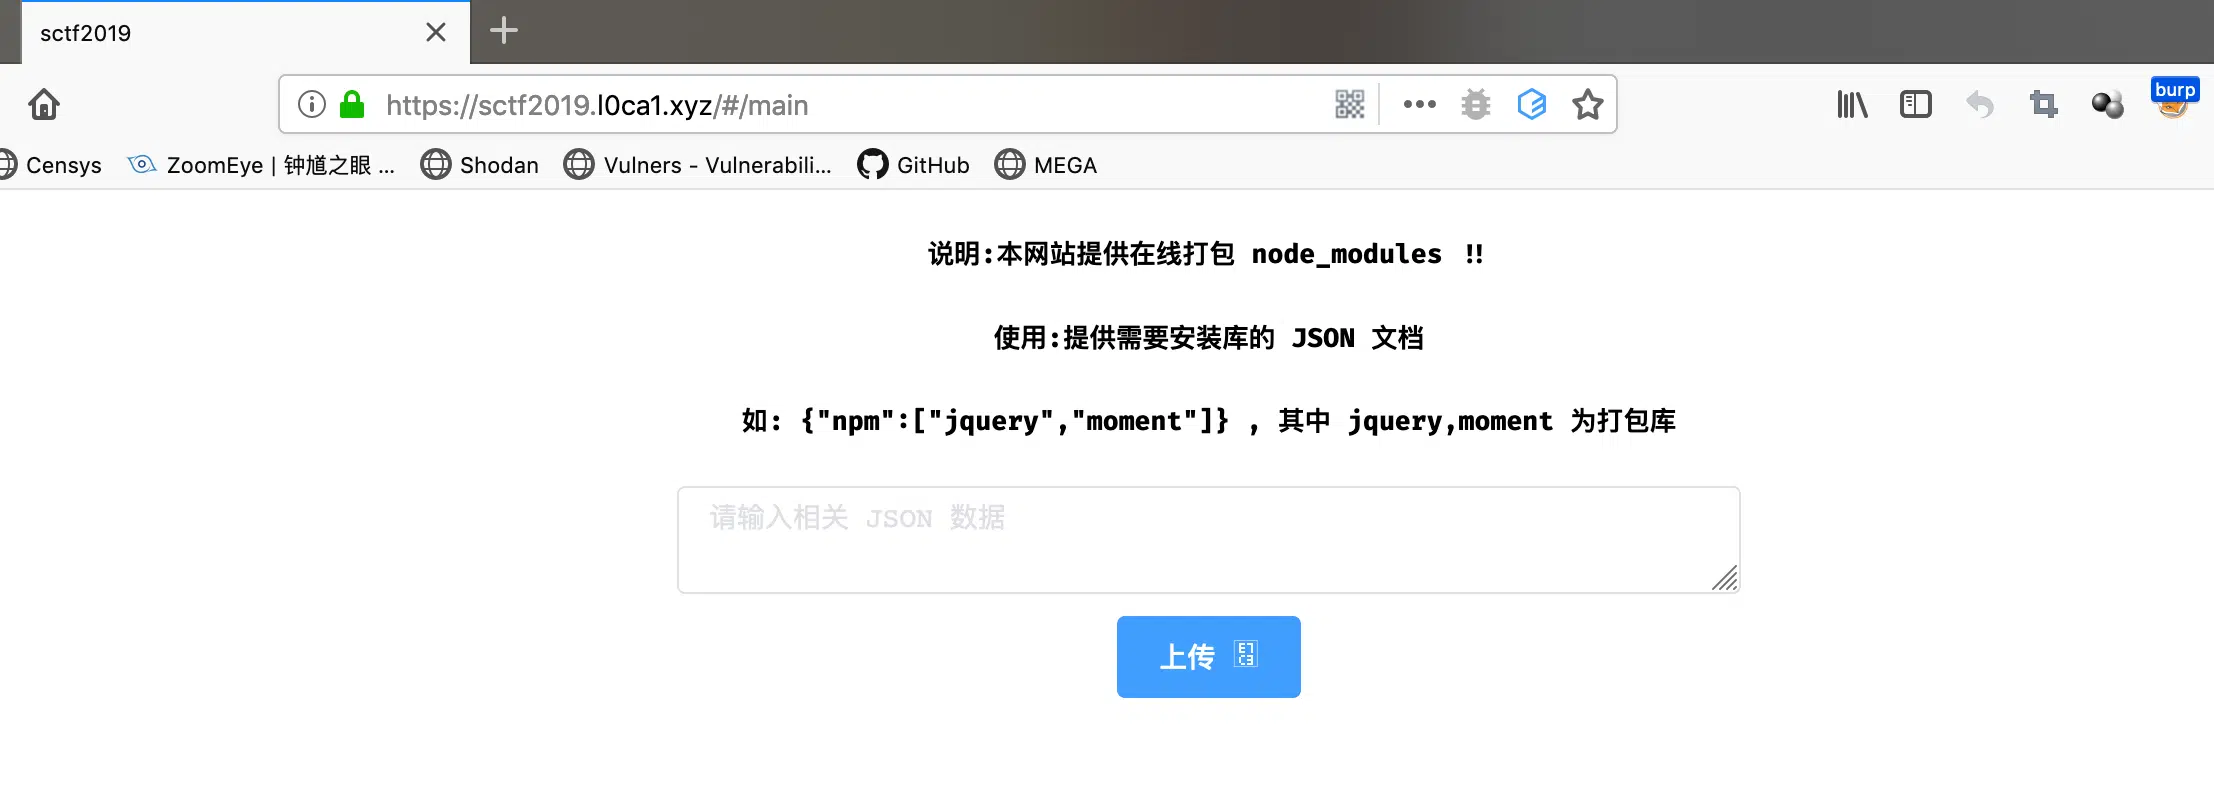 sctf2019
https://sctf2019.l0ca1.xyz/#/main
burp
Censys ZoomEye | 钟馗之眼 ... Shodan Vulners - Vulnerabili... GitHub MEGA
说明:本网站提供在线打包 node_modules !!
使用:提供需要安装库的 JSON 文档
如: {"npm":["jquery","moment"]} , 其中 jquery,moment 为打包库
请输入相关 JSON 数据
上传